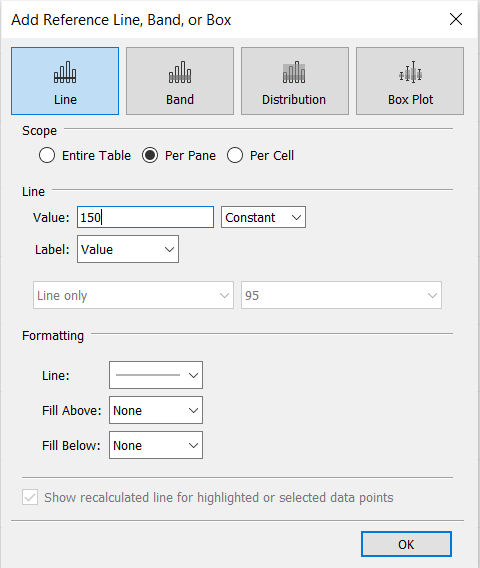 Add Reference Line, Band, or Box
Line Band Distribution Box Plot
Scope
Entire Table Per Pane Per Cell
Line
Value: 150 Constant
Label: Value
Line only 95
Formatting
Line:
Fill Above: None
Fill Below: None
Show recalculated line for highlighted or selected data points
OK